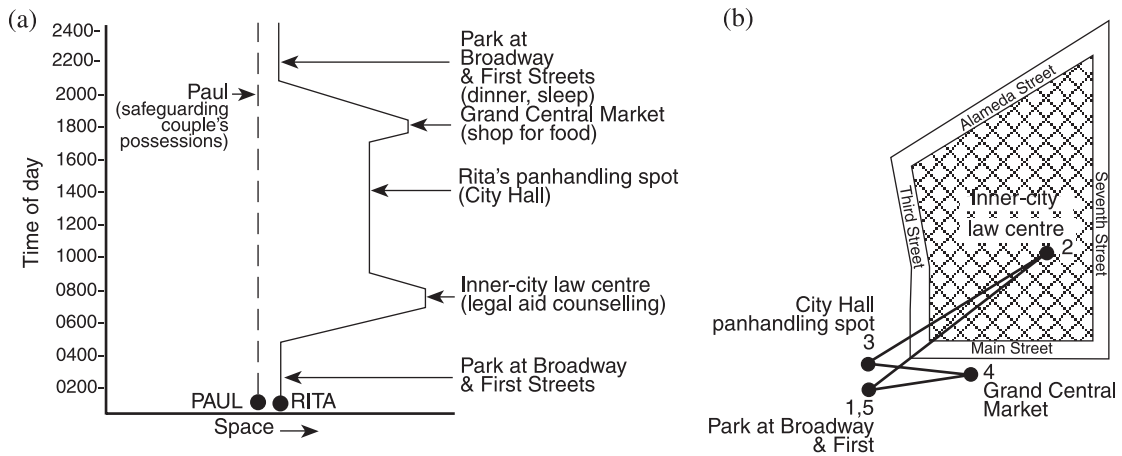 (a)
2400-
2200-
2000-
1800-
1600-
1400-
1200-
1000-
0800-
0600-
0400-
0200-
Time of day
Paul
(safeguarding
couple's
possessions)
Park at
Broadway
& First Streets
(dinner, sleep)
Grand Central Market
(shop for food)
Rita's panhandling spot
(City Hall)
Inner-city law centre
(legal aid counselling)
Park at Broadway
& First Streets
PAUL
RITA
Space
(b)
Alameda Street
Third Street
Seventh Street
Inner-city
law centre
2
Main Street
City Hall
panhandling spot
3
4
Grand Central
Market
1,5
Park at Broadway
& First